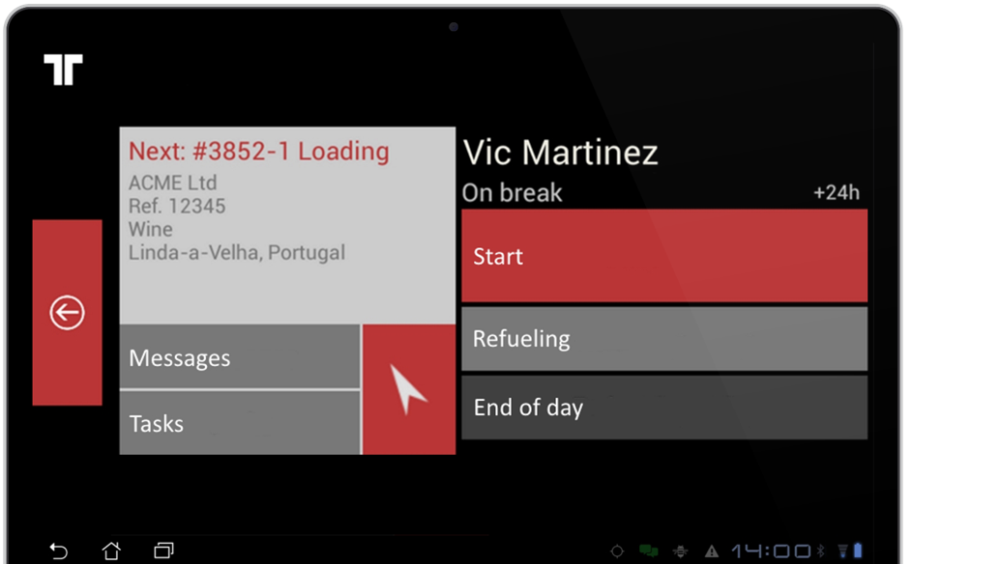 Next: #3852-1 Loading
ACME Ltd
Ref. 12345
Wine
Linda-a-Velha, Portugal
Messages
Tasks
Vic Martinez
On break +24h
Start
Refueling
End of day
14:00